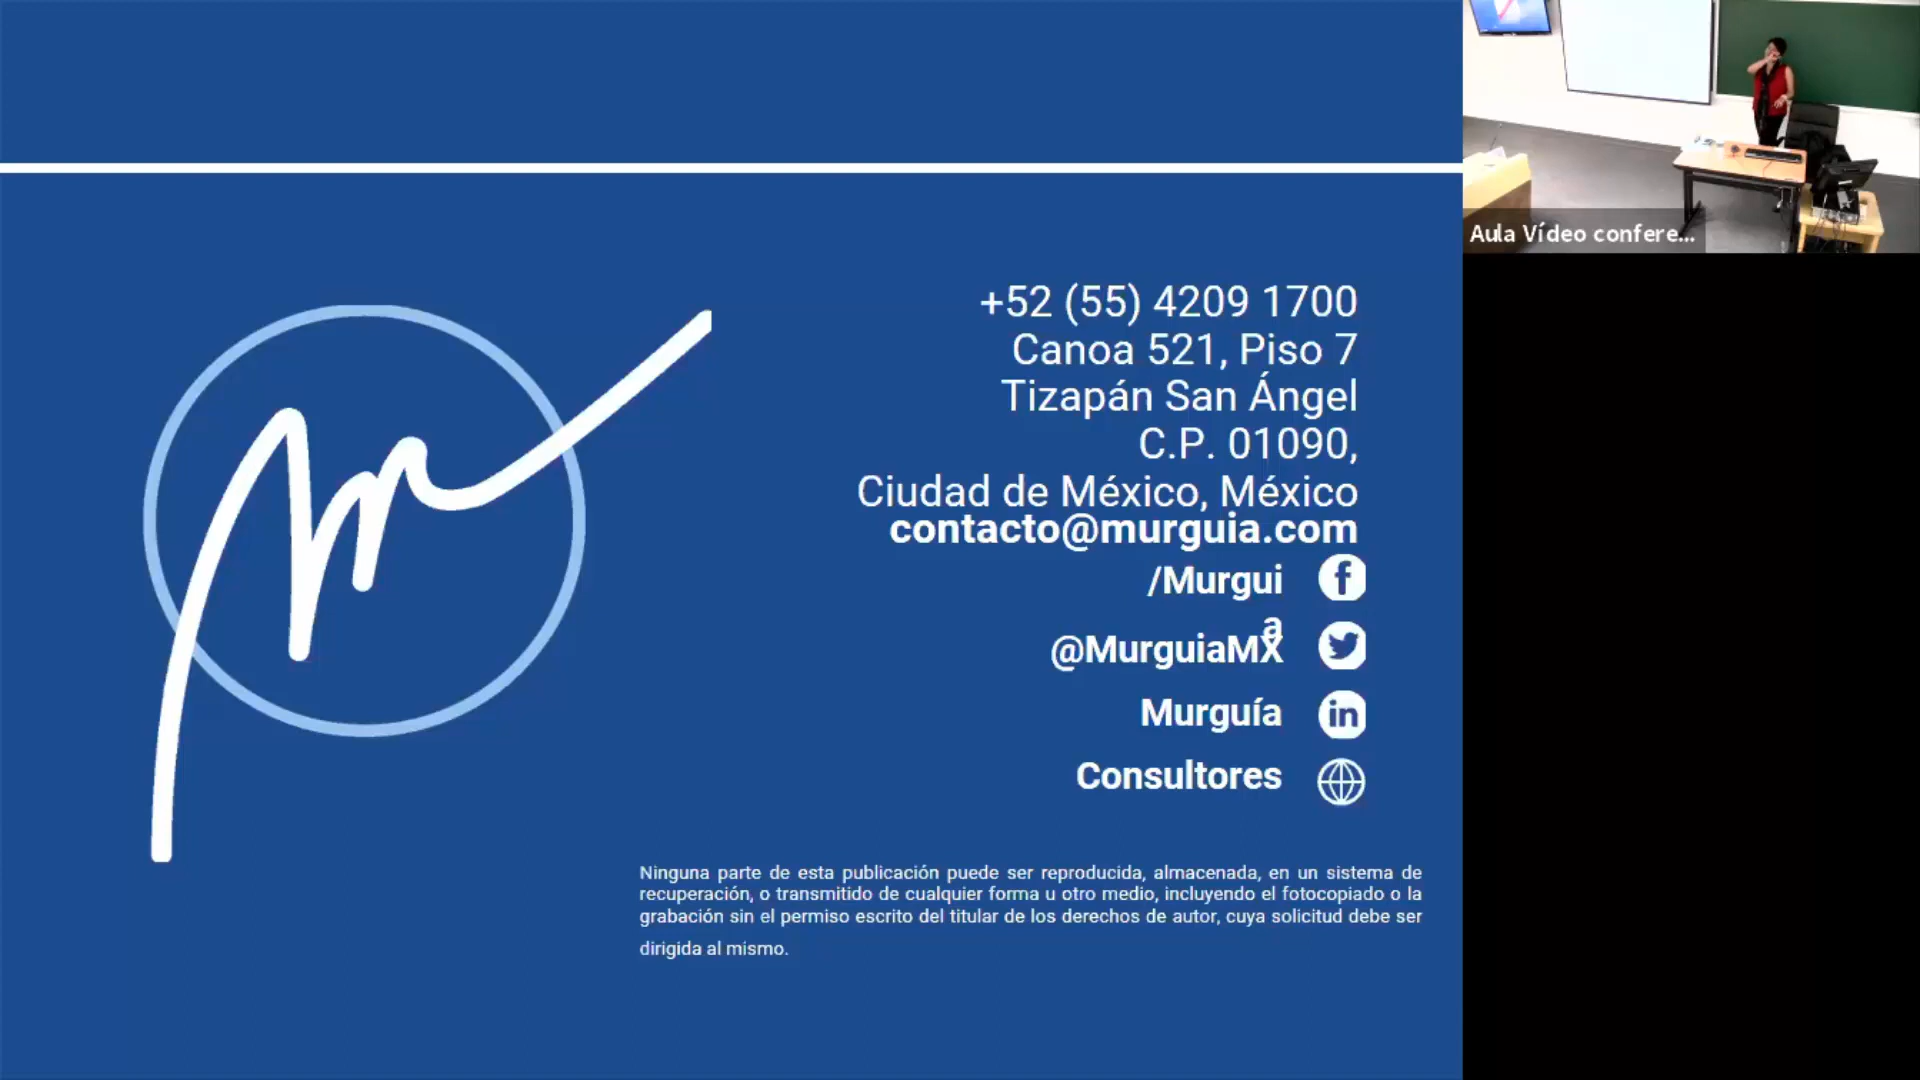 +52 (55) 4209 1700
Canoa 521, Piso 7
Tizapán San Ángel
C.P. 01090,
Ciudad de México, México
contacto@murguia.com
/Murgui
a
@MurguiaMX
Murguía
Consultores
Ninguna parte de esta publicación puede ser reproducida, almacenada, en un sistema de
recuperación, o transmitido de cualquier forma u otro medio, incluyendo el fotocopiado o la
grabación sin el permiso escrito del titular de los derechos de autor, cuya solicitud debe ser
dirigida al mismo.
Aula Vídeo confere...